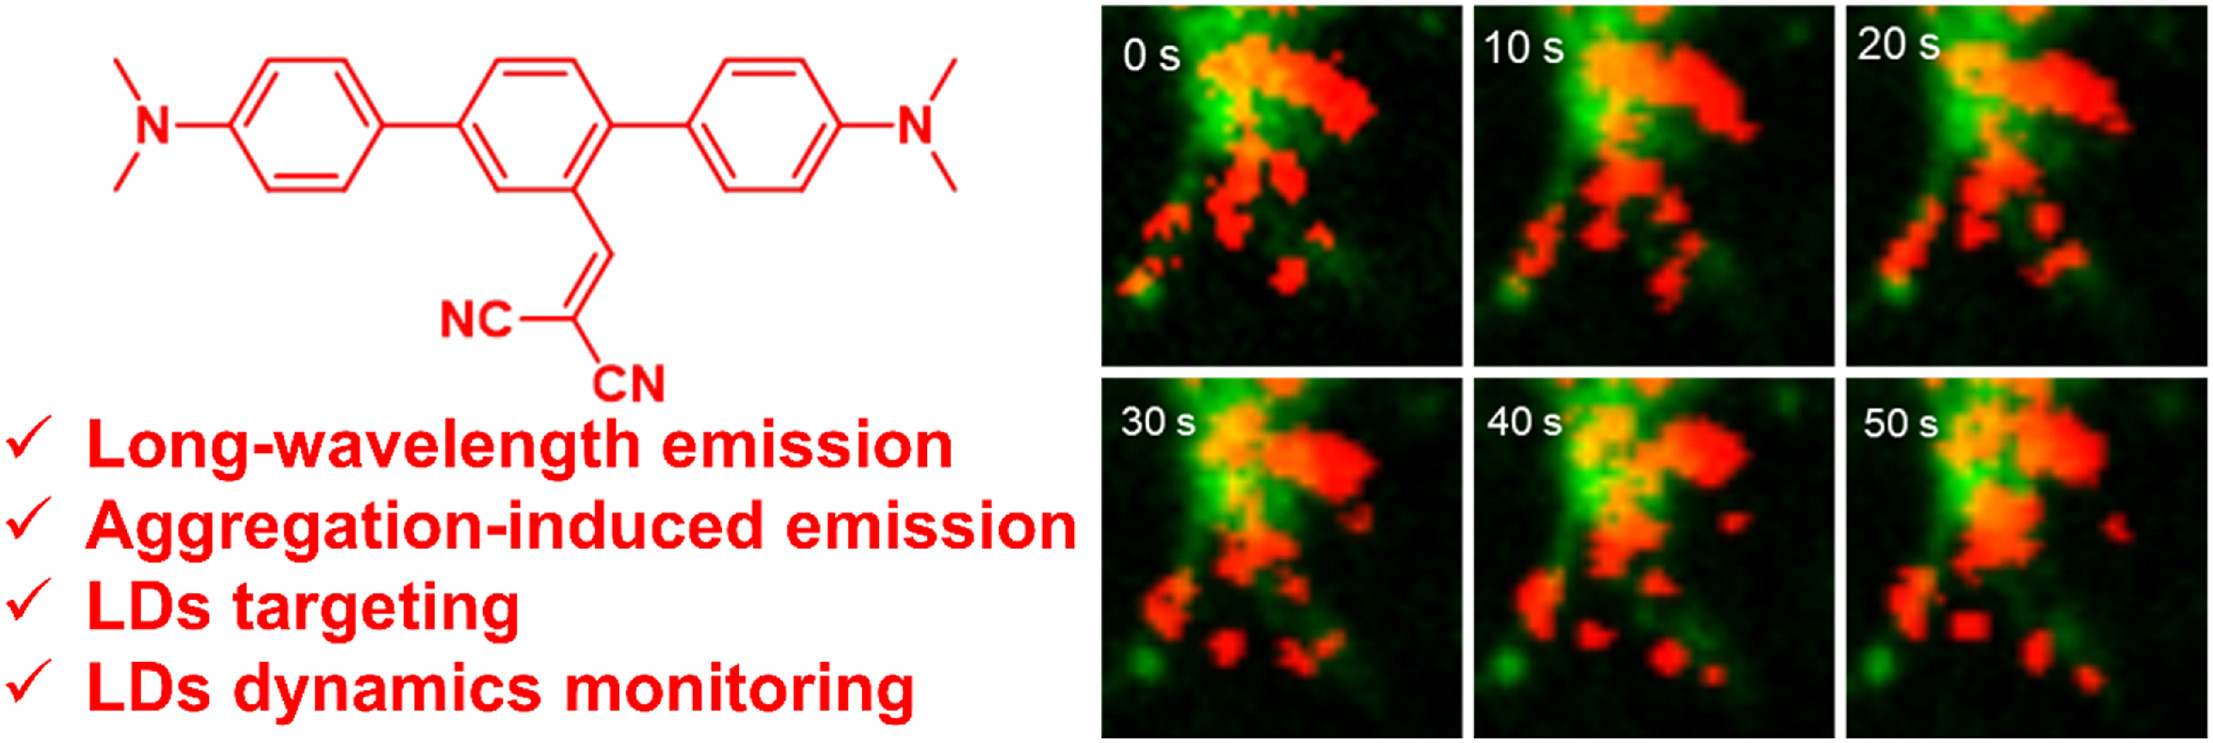 N
N
NC
CN
✓ Long-wavelength emission
✓ Aggregation-induced emission
✓ LDs targeting
✓ LDs dynamics monitoring
0 s
10 s
20 s
30 s
40 s
50 s